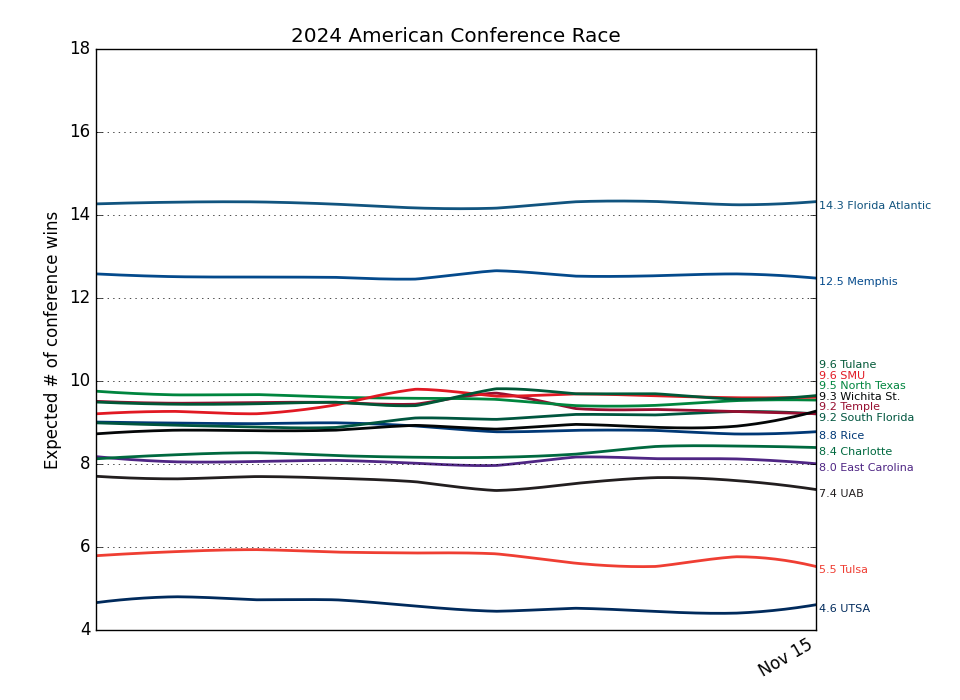 2024 American Conference Race
Expected # of conference wins
18
16
14
12
10
8
6
4
14.3 Florida Atlantic
12.5 Memphis
9.6 Tulane
9.6 SMU
9.5 North Texas
9.3 Wichita St.
9.2 Temple
9.2 South Florida
8.8 Rice
8.4 Charlotte
8.0 East Carolina
7.4 UAB
5.5 Tulsa
4.6 UTSA
Nov 15